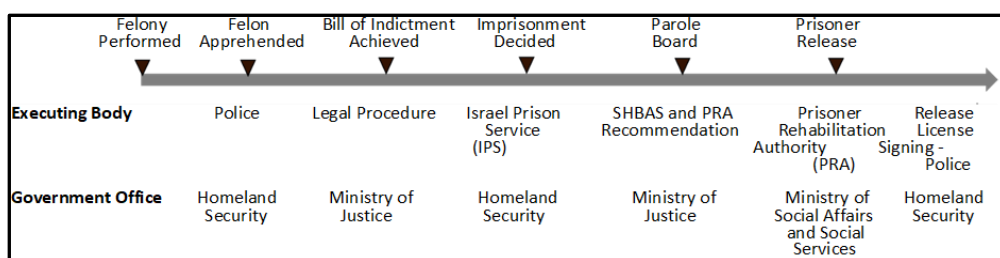 Felony Performed
Felon Apprehended
Bill of Indictment Achieved
Imprisonment Decided
Parole Board
Prisoner Release
Executing Body
Police
Legal Procedure
Israel Prison Service (IPS)
SHBAS and PRA Recommendation
Prisoner Rehabilitation Authority (PRA)
Release License Signing - Police
Government Office
Homeland Security
Ministry of Justice
Homeland Security
Ministry of Justice
Ministry of Social Affairs and Social Services
Homeland Security